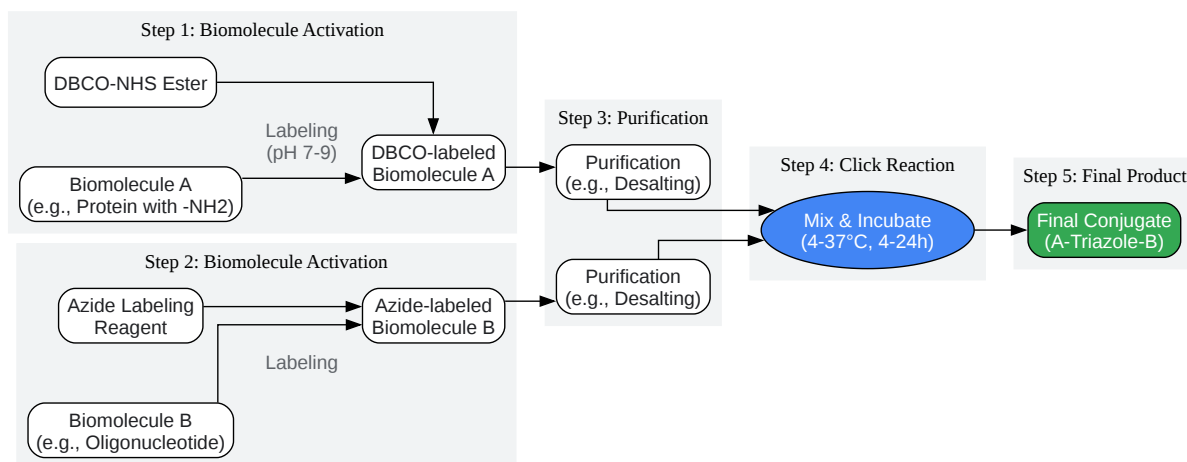 Step 1: Biomolecule Activation
DBCO-NHS Ester
Labeling
(pH 7-9)
DBCO-labeled
Biomolecule A
Biomolecule A
(e.g., Protein with -NH2)
Step 2: Biomolecule Activation
Azide Labeling
Reagent
Azide-labeled
Biomolecule B
Labeling
Biomolecule B
(e.g., Oligonucleotide)
Step 3: Purification
Purification
(e.g., Desalting)
Purification
(e.g., Desalting)
Step 4: Click Reaction
Mix & Incubate
(4-37°C, 4-24h)
Step 5: Final Product
Final Conjugate
(A-Triazole-B)